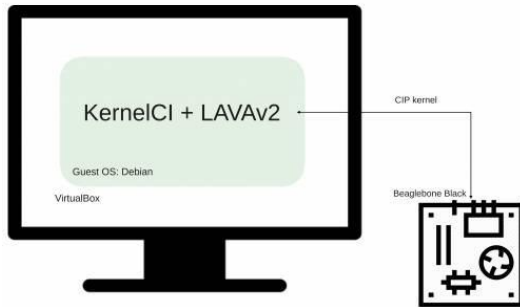 KernelCI + LAVAv2
Guest OS: Debian
VirtualBox
CIP kernel
Beaglebone Black